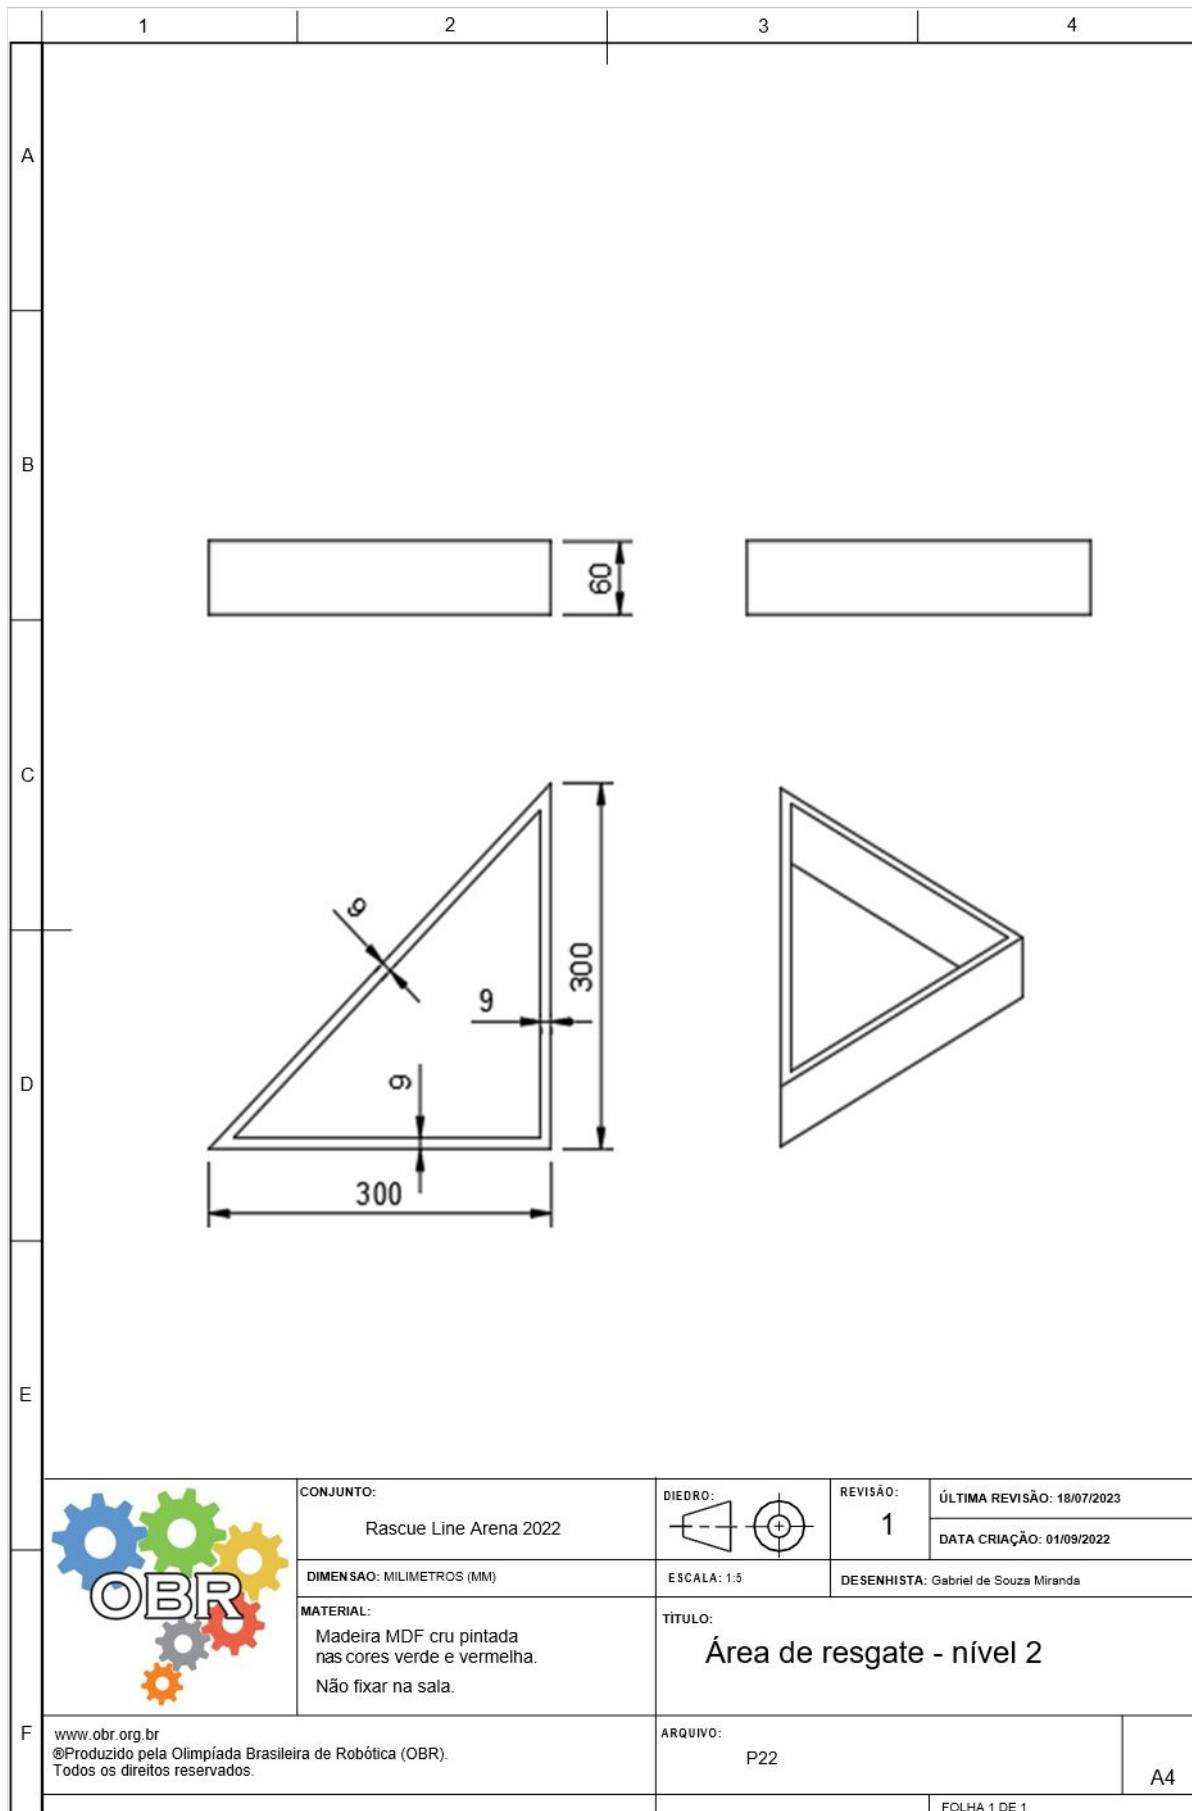 1 2 3 4
A
B
60
C
9
300
9
D
9
300
E
CONJUNTO:
Rascue Line Arena 2022
DIEDRO:
REVISÃO:
1
ÚLTIMA REVISÃO: 18/07/2023
DATA CRIAÇÃO: 01/09/2022
OBR
DIMENSAO: MILIMETROS (MM)
ESCALA: 1:5
DESENHISTA: Gabriel de Souza Miranda
MATERIAL:
Madeira MDF cru pintada
nas cores verde e vermelha.
Não fixar na sala.
TÍTULO:
Área de resgate - nível 2
F
www.obr.org.br
®Produzido pela Olimpíada Brasileira de Robótica (OBR).
Todos os direitos reservados.
ARQUIVO:
P22
A4
FOLHA 1 DE 1